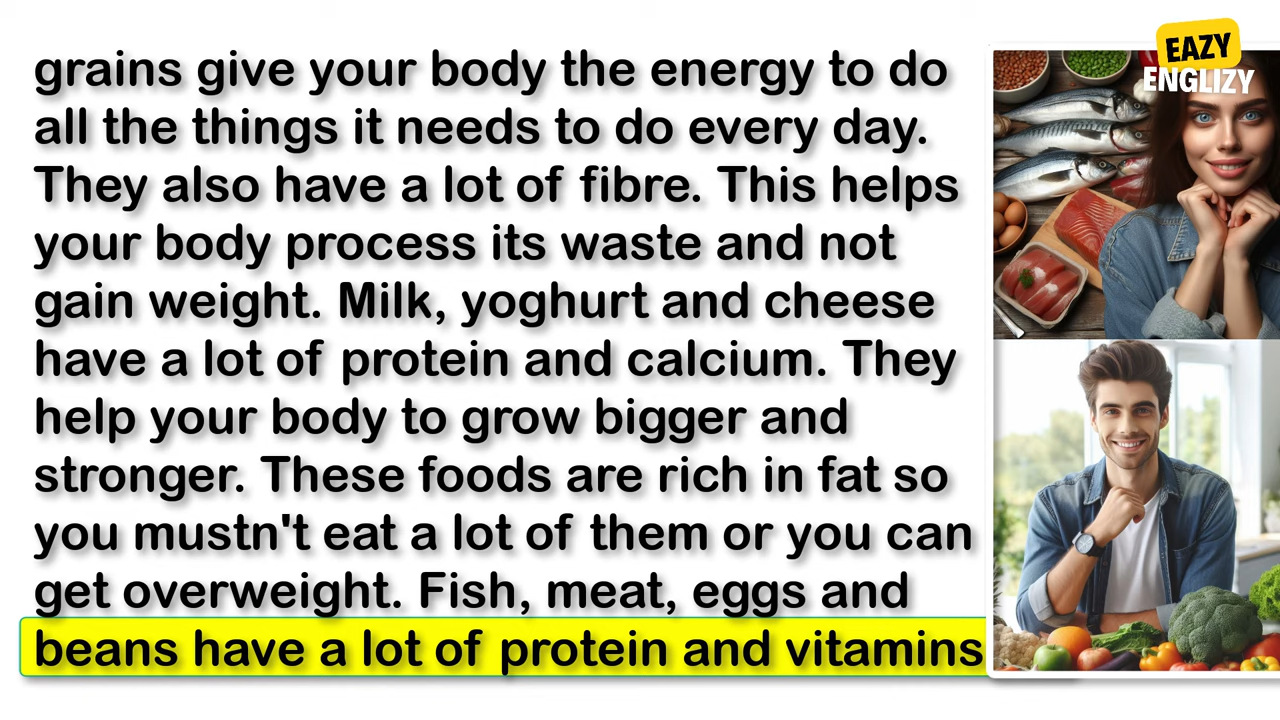 grains give your body the energy to do
all the things it needs to do every day.
They also have a lot of fibre. This helps
your body process its waste and not
gain weight. Milk, yoghurt and cheese
have a lot of protein and calcium. They
help your body to grow bigger and
stronger. These foods are rich in fat so
you mustn't eat a lot of them or you can
get overweight. Fish, meat, eggs and
beans have a lot of protein and vitamins
EAZY
ENGLIZY